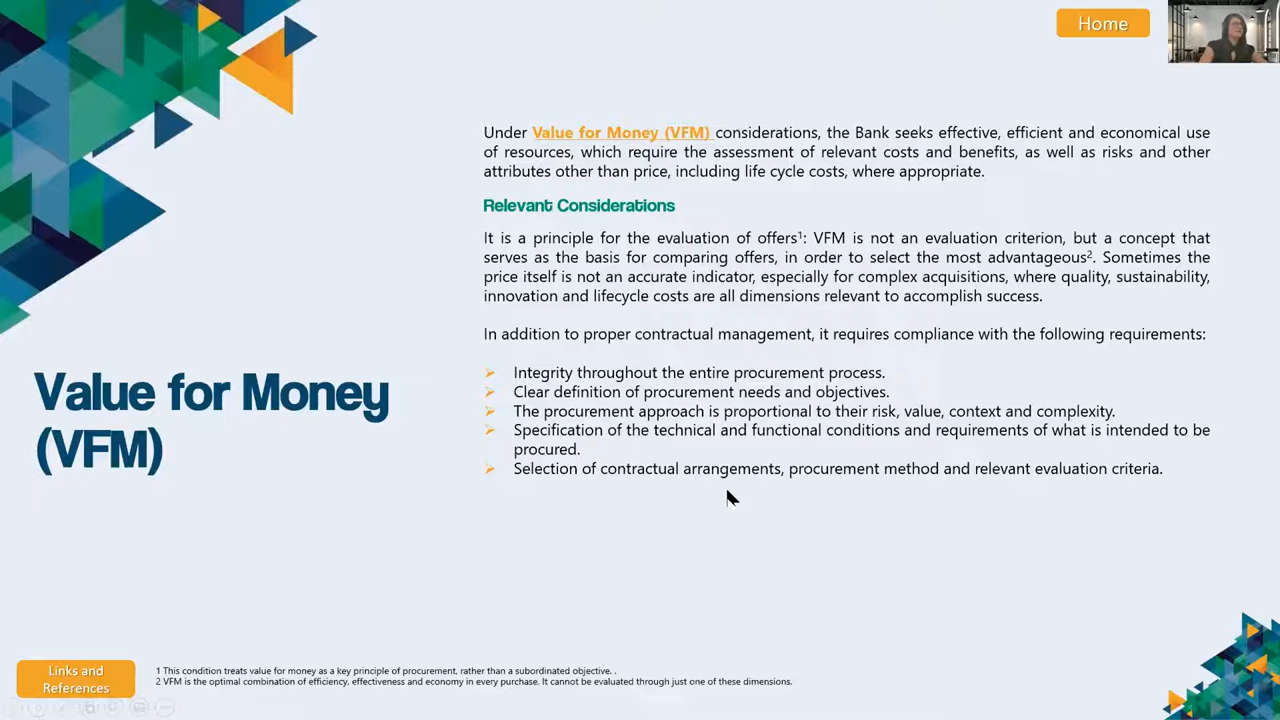 Home
Under Value for Money (VFM) considerations, the Bank seeks effective, efficient and economical use
of resources, which require the assessment of relevant costs and benefits, as well as risks and other
attributes other than price, including life cycle costs, where appropriate.
Relevant Considerations
It is a principle for the evaluation of offers¹: VFM is not an evaluation criterion, but a concept that
serves as the basis for comparing offers, in order to select the most advantageous². Sometimes the
price itself is not an accurate indicator, especially for complex acquisitions, where quality, sustainability,
innovation and lifecycle costs are all dimensions relevant to accomplish success.
In addition to proper contractual management, it requires compliance with the following requirements:
Integrity throughout the entire procurement process.
Clear definition of procurement needs and objectives.
The procurement approach is proportional to their risk, value, context and complexity.
Specification of the technical and functional conditions and requirements of what is intended to be
procured.
Selection of contractual arrangements, procurement method and relevant evaluation criteria.
Value for Money
(VFM)
Links and
References
1 This condition treats value for money as a key principle of procurement, rather than a subordinated objective. .
2 VFM is the optimal combination of efficiency, effectiveness and economy in every purchase. It cannot be evaluated through just one of these dimensions.